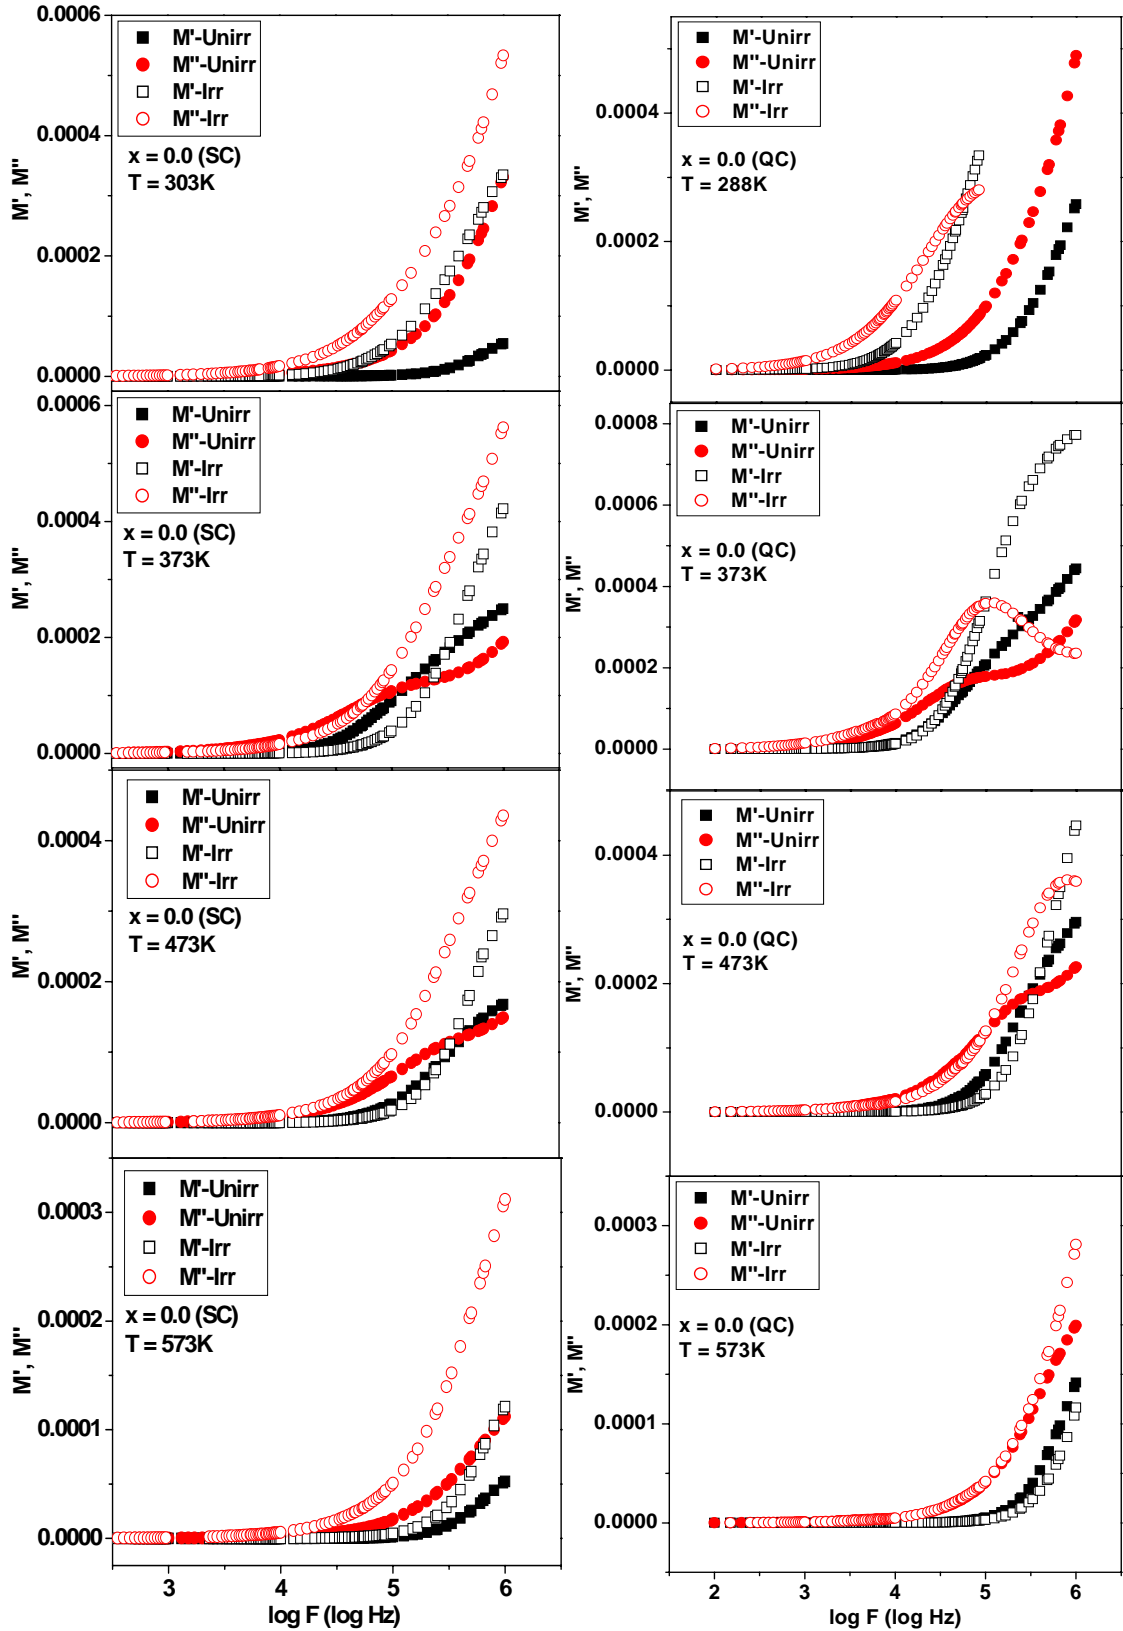 0.0006
0.0004
0.0002
0.0000
M', M''
M'-Unirr
M''-Unirr
M'-Irr
M''-Irr
x = 0.0 (SC)
T = 303K
0.0004
0.0002
0.0000
M', M''
M'-Unirr
M''-Unirr
M'-Irr
M''-Irr
x = 0.0 (QC)
T = 288K
0.0006
0.0004
0.0002
0.0000
M', M''
M'-Unirr
M''-Unirr
M'-Irr
M''-Irr
x = 0.0 (SC)
T = 373K
0.0008
0.0006
0.0004
0.0002
0.0000
M', M''
M'-Unirr
M''-Unirr
M'-Irr
M''-Irr
x = 0.0 (QC)
T = 373K
0.0004
0.0002
0.0000
M', M''
M'-Unirr
M''-Unirr
M'-Irr
M''-Irr
x = 0.0 (SC)
T = 473K
0.0004
0.0002
0.0000
M', M''
M'-Unirr
M''-Unirr
M'-Irr
M''-Irr
x = 0.0 (QC)
T = 473K
0.0003
0.0002
0.0001
0.0000
M', M''
M'-Unirr
M''-Unirr
M'-Irr
M''-Irr
x = 0.0 (SC)
T = 573K
3 4 5 6
log F (log Hz)
0.0003
0.0002
0.0001
0.0000
M', M''
M'-Unirr
M''-Unirr
M'-Irr
M''-Irr
x = 0.0 (QC)
T = 573K
2 3 4 5 6
log F (log Hz)